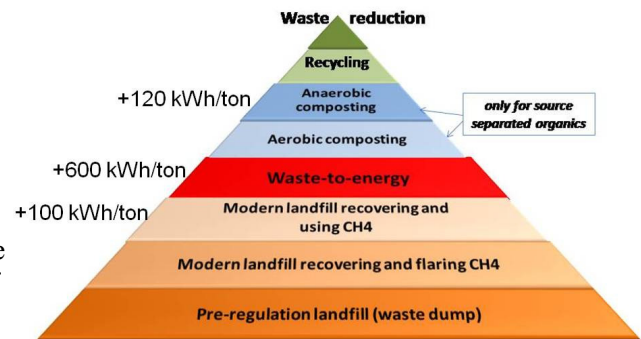 Waste reduction
Recycling
+120 kWh/ton
Anaerobic
composting
only for source
separated organics
Aerobic composting
+600 kWh/ton
Waste-to-energy
+100 kWh/ton
Modern landfill recovering and
using CH4
e
Modern landfill recovering and flaring CH4
Pre-regulation landfill (waste dump)